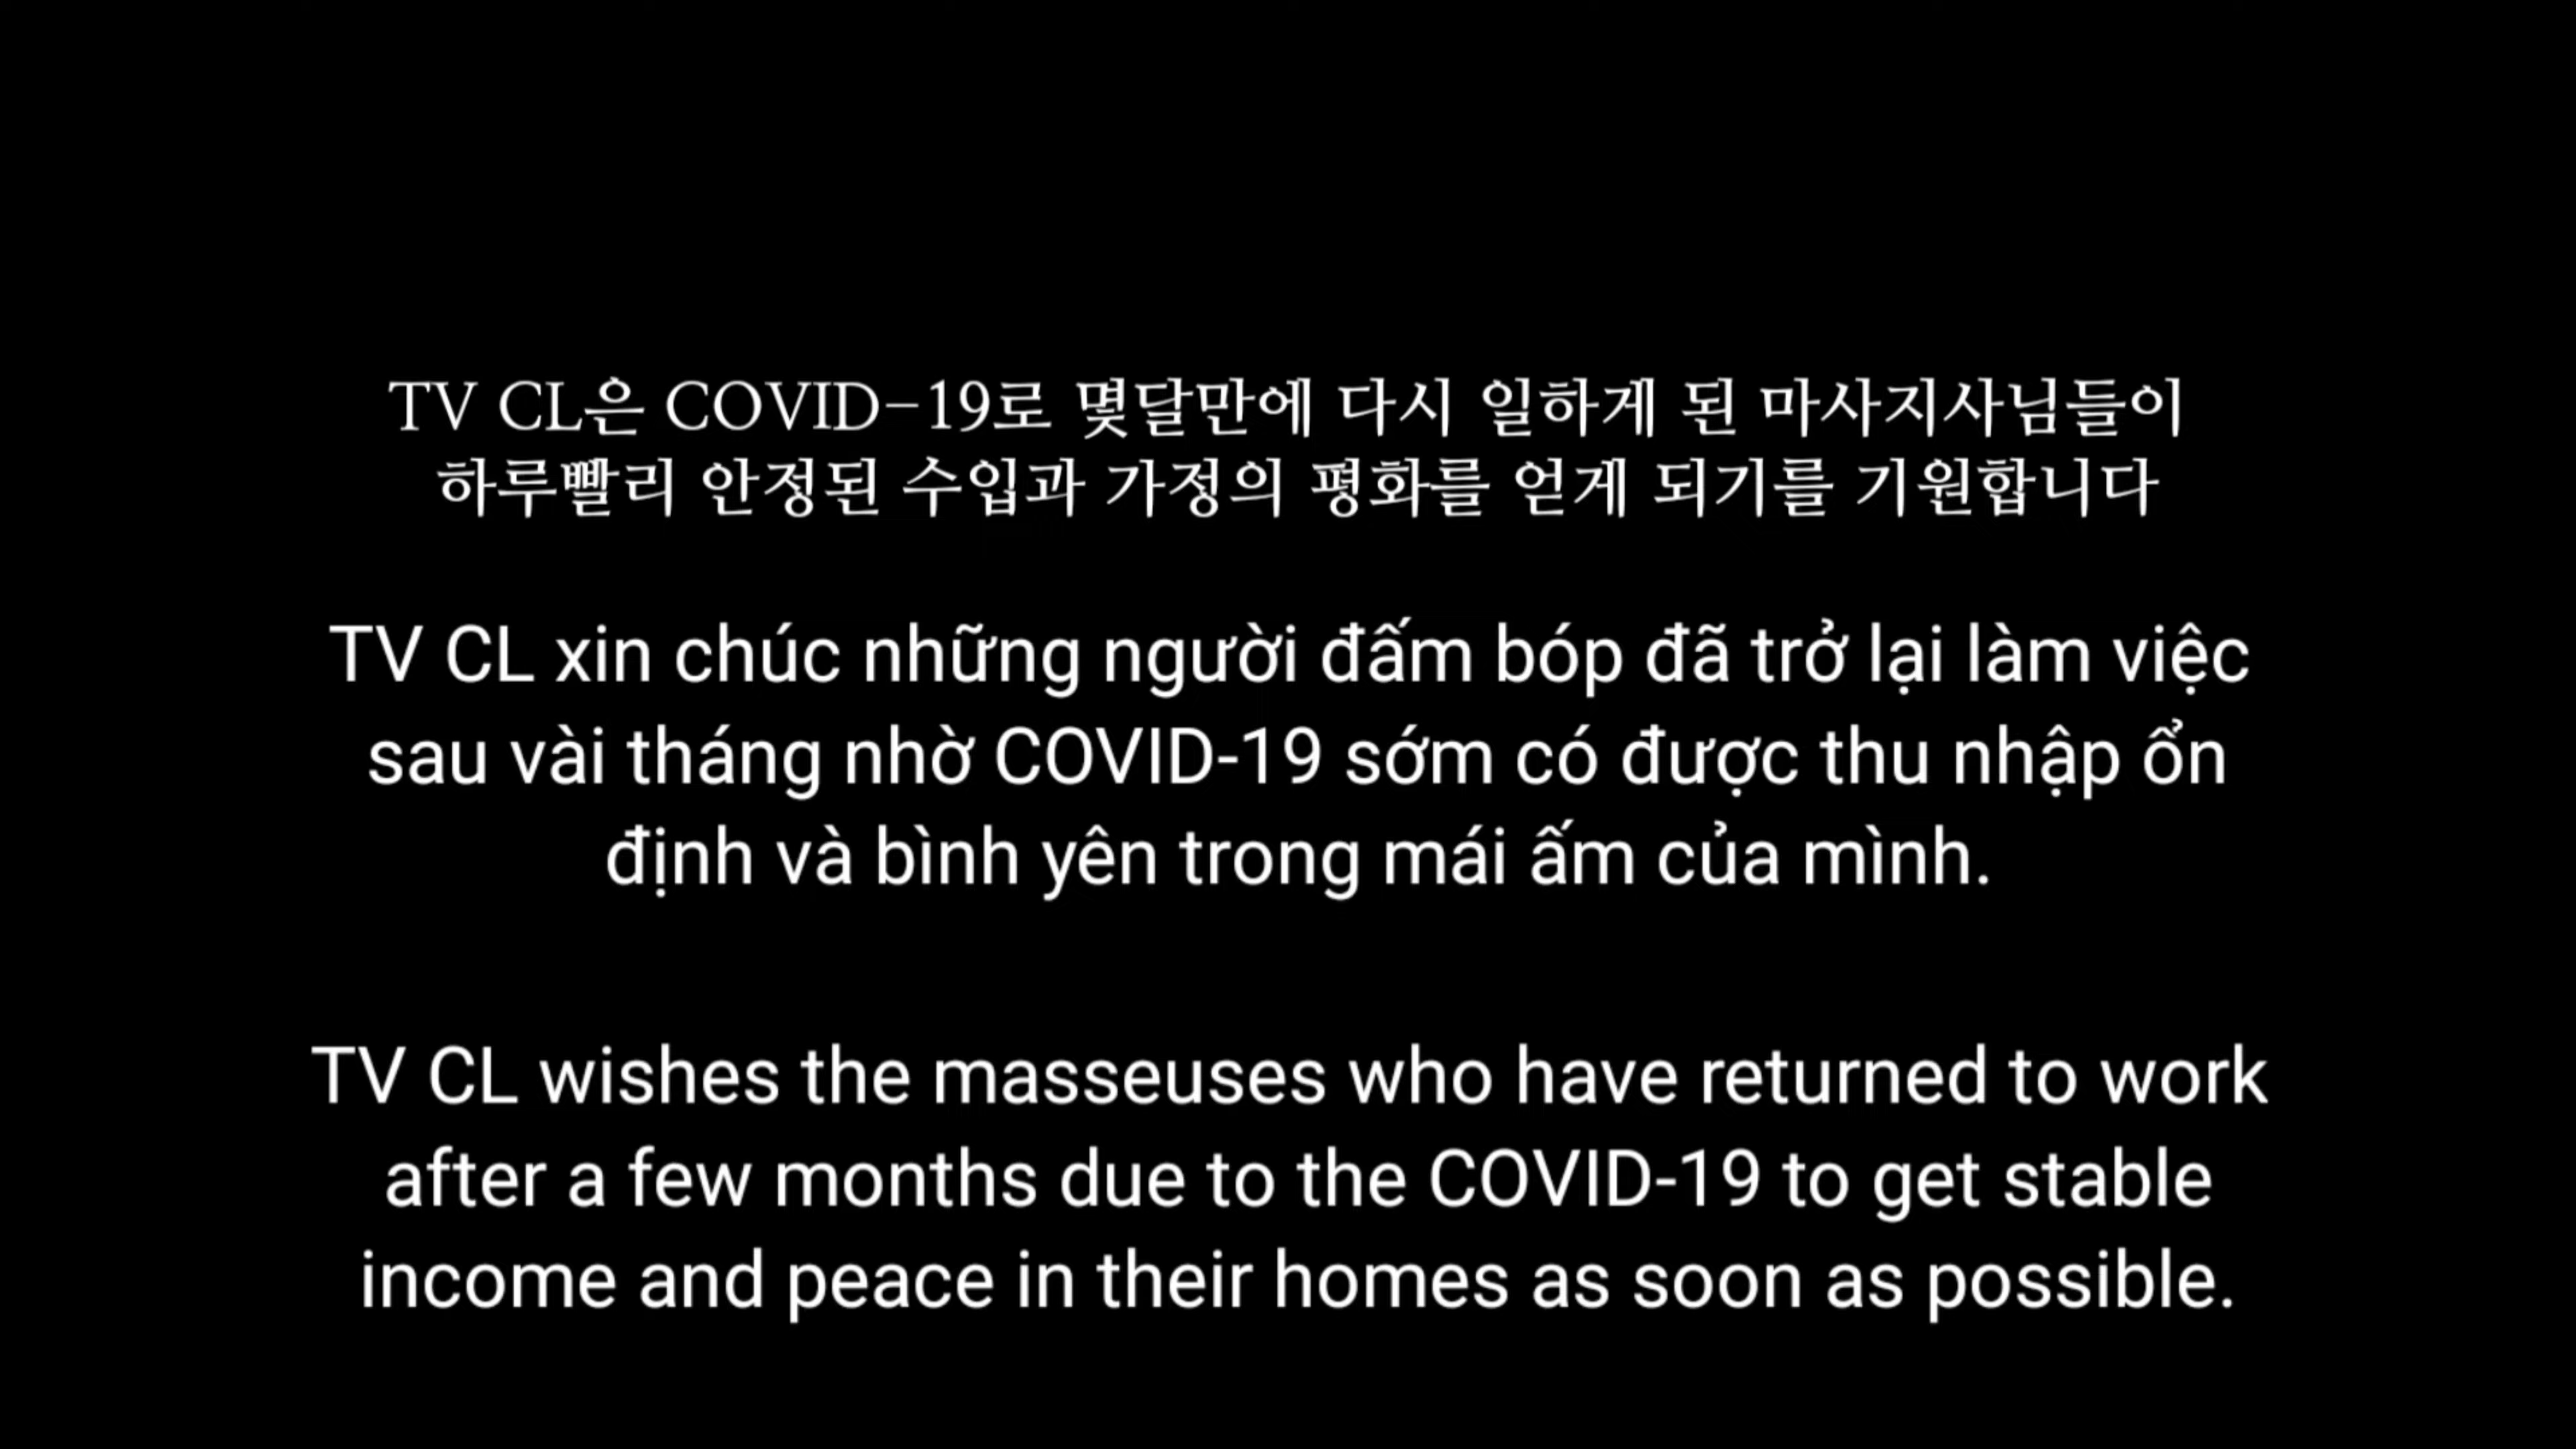 TV CL은 COVID-19로 몇달만에 다시 일하게 된 마사지사님들이
하루빨리 안정된 수입과 가정의 평화를 얻게 되기를 기원합니다
TV CL xin chúc những người đấm bóp đã trở lại làm việc
sau vài tháng nhờ COVID-19 sớm có được thu nhập ổn
định và bình yên trong mái ấm của mình.
TV CL wishes the masseuses who have returned to work
after a few months due to the COVID-19 to get stable
income and peace in their homes as soon as possible.